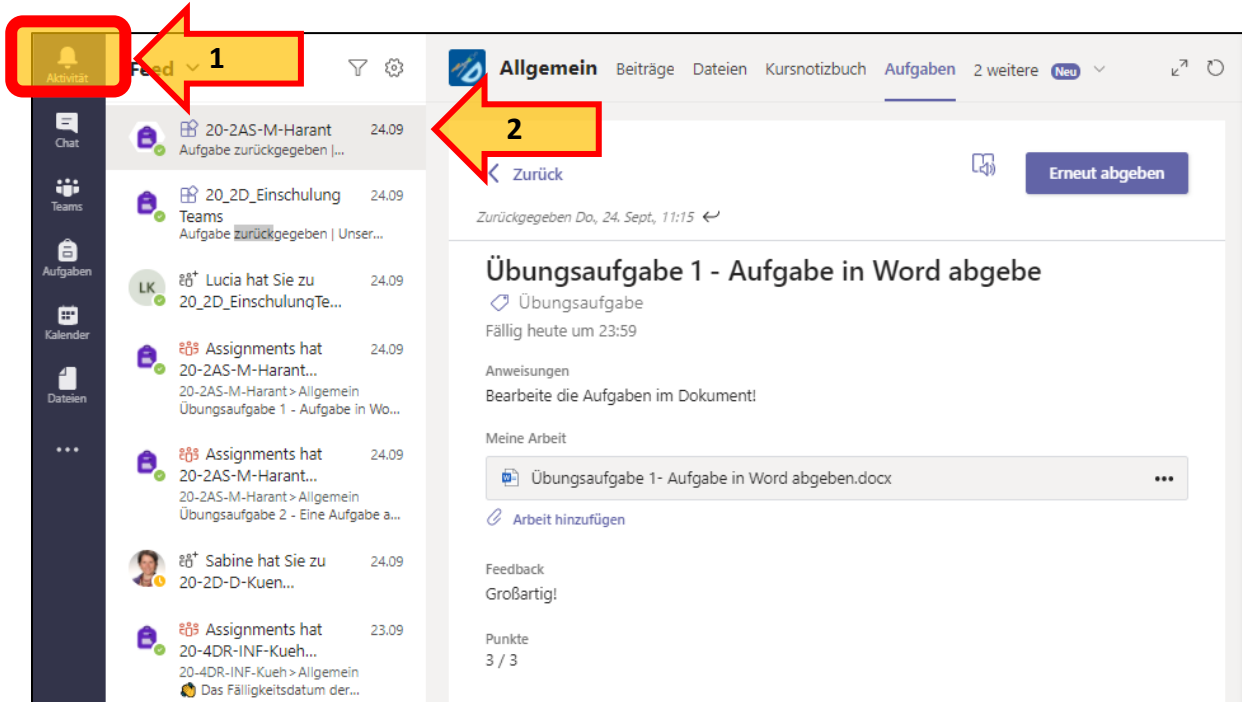 1
2
Aktivität
Chat
Teams
Aufgaben
Kalender
Dateien
Feed
20-2AS-M-Harant 24.09
Aufgabe zurückgegeben |...
20_2D_Einschulung 24.09
Teams
Aufgabe zurückgegeben | Unser...
LK
Lucia hat Sie zu 24.09
20_2D_EinschulungTe...
Assignments hat 24.09
20-2AS-M-Harant...
20-2AS-M-Harant > Allgemein
Übungsaufgabe 1 - Aufgabe in Wo...
Assignments hat 24.09
20-2AS-M-Harant...
20-2AS-M-Harant > Allgemein
Übungsaufgabe 2 - Eine Aufgabe a...
Sabine hat Sie zu 24.09
20-2D-D-Kuen...
Assignments hat 23.09
20-4DR-INF-Kueh...
20-4DR-INF-Kueh > Allgemein
Das Fälligkeitsdatum der...
Allgemein Beiträge Dateien Kursnotizbuch Aufgaben 2 weitere Neu
Zurück
Erneut abgeben
Zurückgegeben Do., 24. Sept., 11:15
Übungsaufgabe 1 - Aufgabe in Word abgebe
Übungsaufgabe
Fällig heute um 23:59
Anweisungen
Bearbeite die Aufgaben im Dokument!
Meine Arbeit
Übungsaufgabe 1- Aufgabe in Word abgeben.docx
Arbeit hinzufügen
Feedback
Großartig!
Punkte
3 / 3